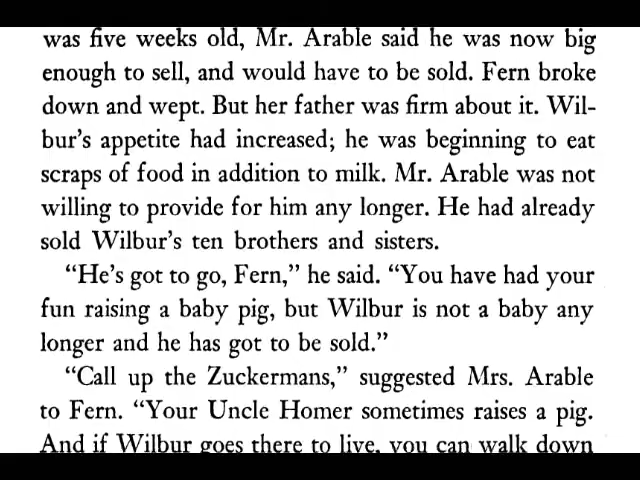 was five weeks old, Mr. Arable said he was now big
enough to sell, and would have to be sold. Fern broke
down and wept. But her father was firm about it. Wil-
bur's appetite had increased; he was beginning to eat
scraps of food in addition to milk. Mr. Arable was not
willing to provide for him any longer. He had already
sold Wilbur's ten brothers and sisters.
"He's got to go, Fern," he said. "You have had your
fun raising a baby pig, but Wilbur is not a baby any
longer and he has got to be sold."
"Call up the Zuckermans," suggested Mrs. Arable
to Fern. "Your Uncle Homer sometimes raises a pig.
And if Wilbur goes there to live, you can walk down